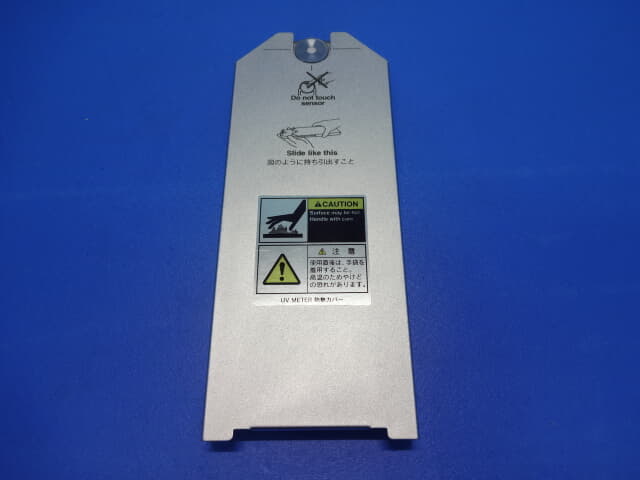 Do not touch
sensor
Slide like this
図のように持ち引出すこと
CAUTION
Surface may be hot.
Handle with care.
注 意
使用直後は、手袋を
着用すること。
高温のためやけど
の恐れがあります。
UV METER 防熱カバー